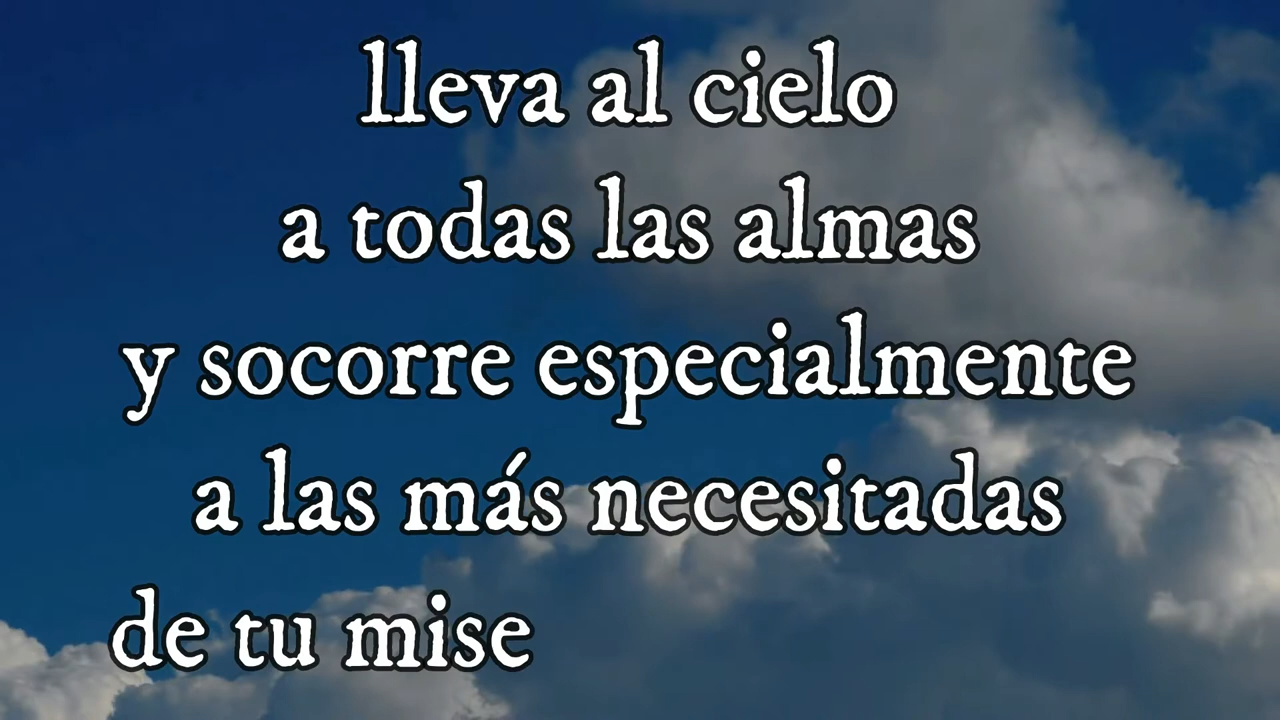 lleva al cielo
a todas las almas
y socorre especialmente
a las más necesitadas
de tu mise